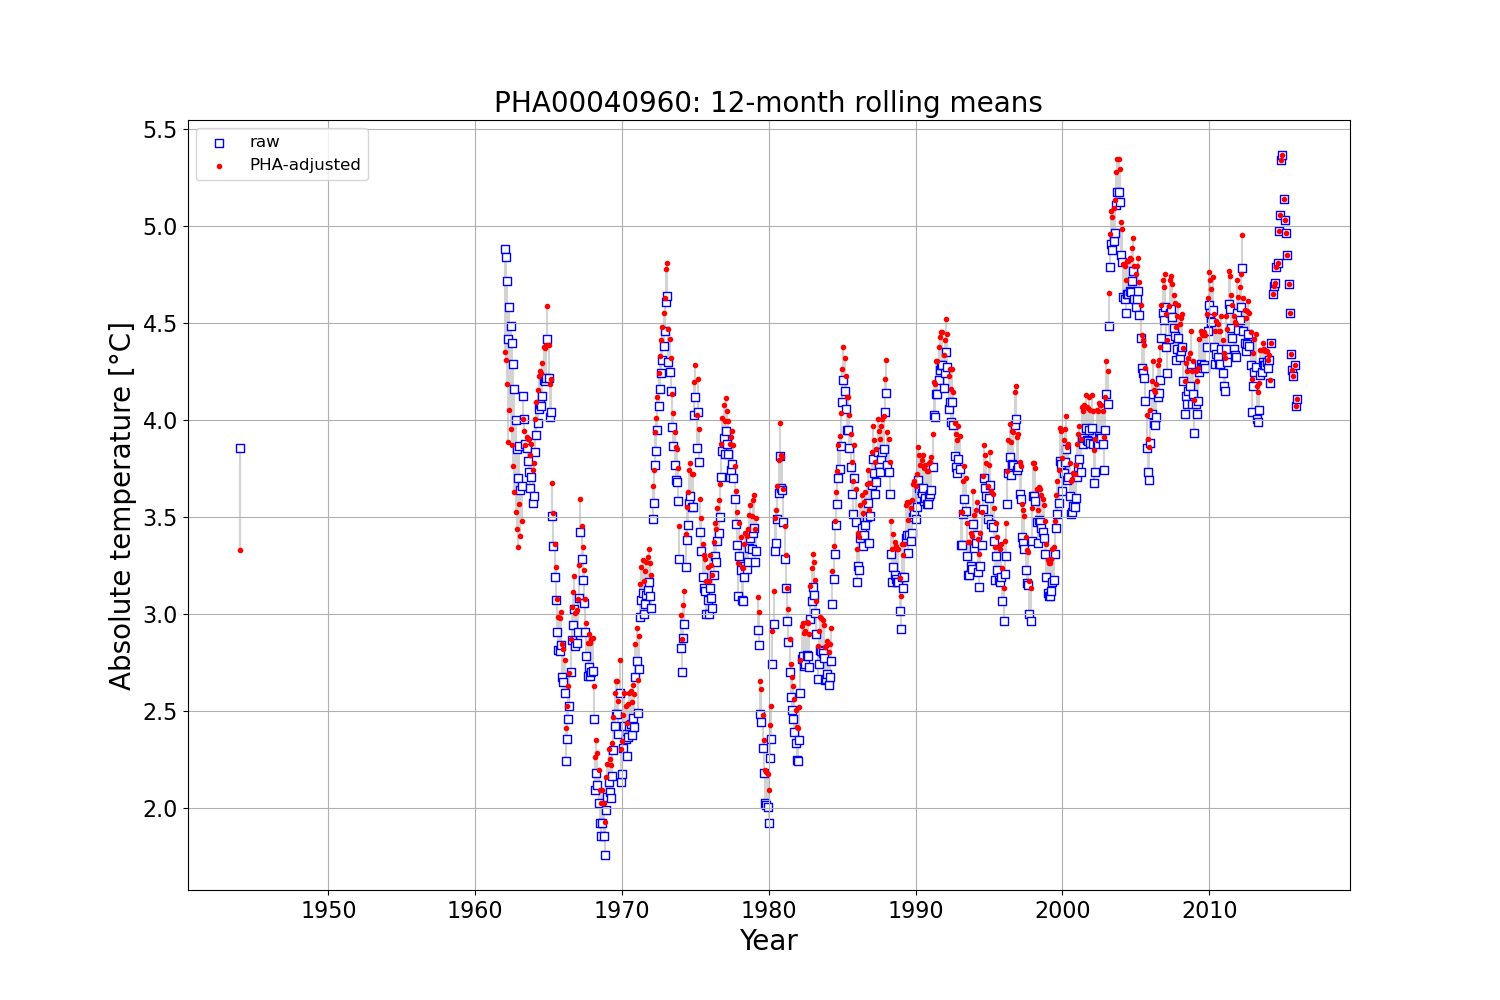 PHA00040960: 12-month rolling means
raw
PHA-adjusted
Absolute temperature [°C]
5.5
5.0
4.5
4.0
3.5
3.0
2.5
2.0
1950 1960 1970 1980 1990 2000 2010
Year